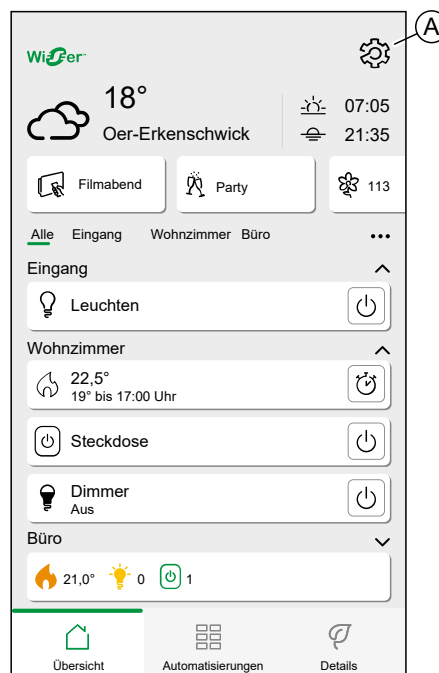 A
Wiser
18°
Oer-Erkenschwick
07:05
21:35
Filmabend
Party
113
Alle Eingang Wohnzimmer Büro
Eingang
Leuchten
Wohnzimmer
22,5°
19° bis 17:00 Uhr
Steckdose
Dimmer
Aus
Büro
21,0° 0 1
Übersicht Automatisierungen Details